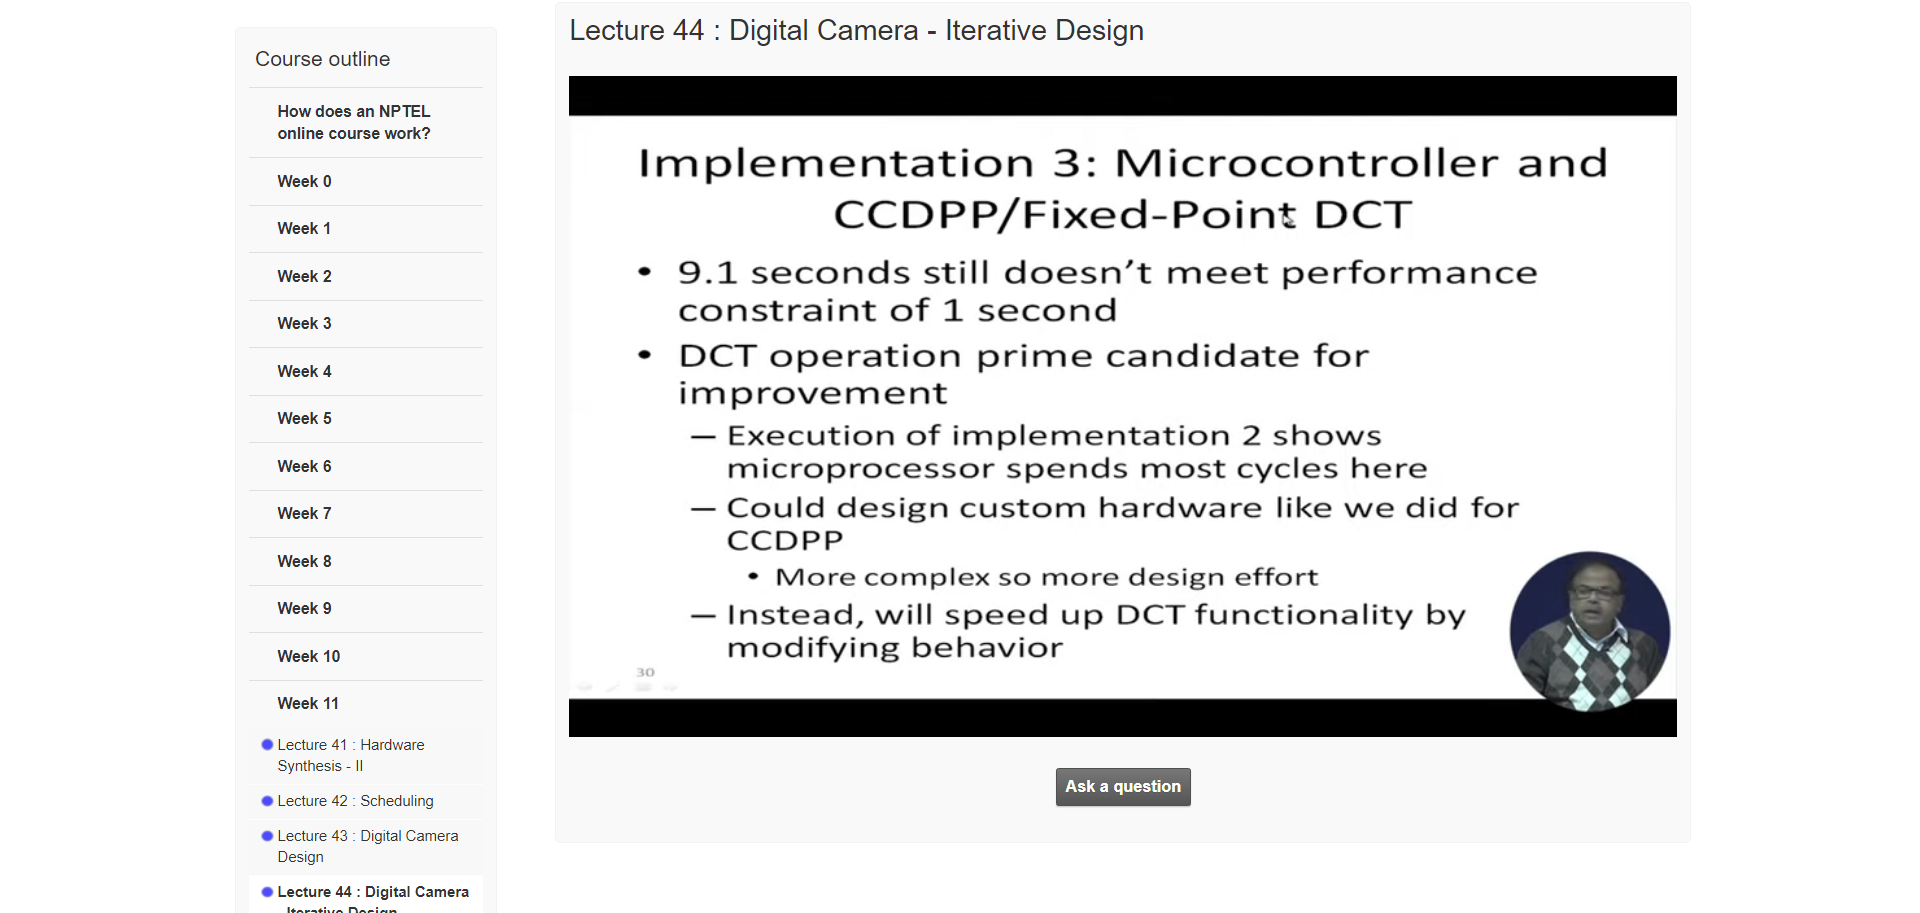 Course outline
How does an NPTEL
online course work?
Week 0
Week 1
Week 2
Week 3
Week 4
Week 5
Week 6
Week 7
Week 8
Week 9
Week 10
Week 11
Lecture 41 : Hardware
Synthesis - II
Lecture 42 : Scheduling
Lecture 43 : Digital Camera
Design
Lecture 44 : Digital Camera
- Iterative Design
Lecture 44 : Digital Camera - Iterative Design
Implementation 3: Microcontroller and
CCDPP/Fixed-Point DCT
• 9.1 seconds still doesn't meet performance
constraint of 1 second
• DCT operation prime candidate for
improvement
– Execution of implementation 2 shows
microprocessor spends most cycles here
– Could design custom hardware like we did for
CCDPP
• More complex so more design effort
– Instead, will speed up DCT functionality by
modifying behavior
30
Ask a question